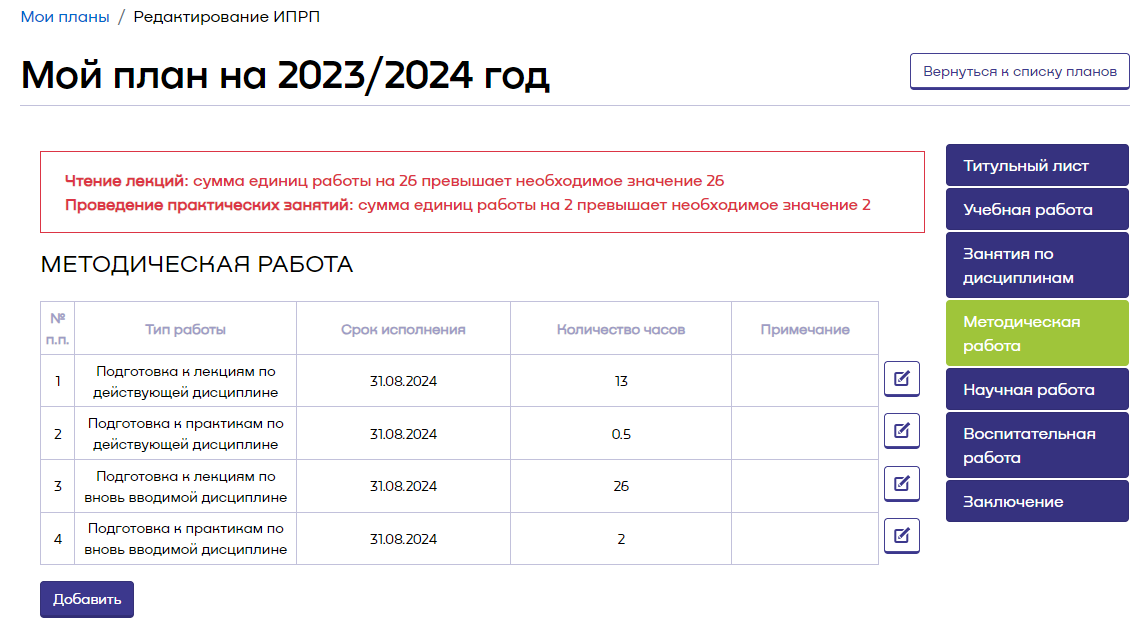 Мои планы / Редактирование ИПРП
Мой план на 2023/2024 год
Вернуться к списку планов
Чтение лекций: сумма единиц работы на 26 превышает необходимое значение 26
Проведение практических занятий: сумма единиц работы на 2 превышает необходимое значение 2
МЕТОДИЧЕСКАЯ РАБОТА
№
п.п.
Тип работы
Срок исполнения
Количество часов
Примечание
1
Подготовка к лекциям по
действующей дисциплине
31.08.2024
13
2
Подготовка к практикам по
действующей дисциплине
31.08.2024
0.5
3
Подготовка к лекциям по
вновь вводимой дисциплине
31.08.2024
26
4
Подготовка к практикам по
вновь вводимой дисциплине
31.08.2024
2
Добавить
Титульный лист
Учебная работа
Занятия по
дисциплинам
Методическая
работа
Научная работа
Воспитательная
работа
Заключение